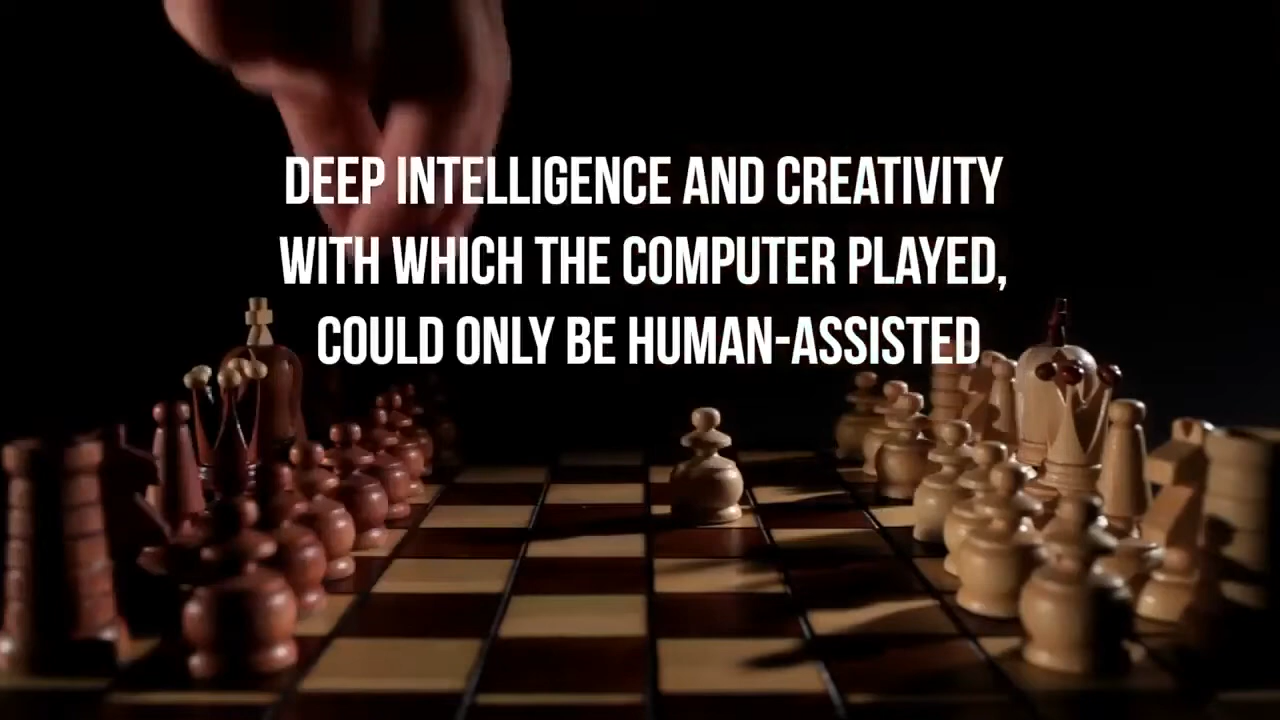 DEEP INTELLIGENCE AND CREATIVITY
WITH WHICH THE COMPUTER PLAYED,
COULD ONLY BE HUMAN-ASSISTED